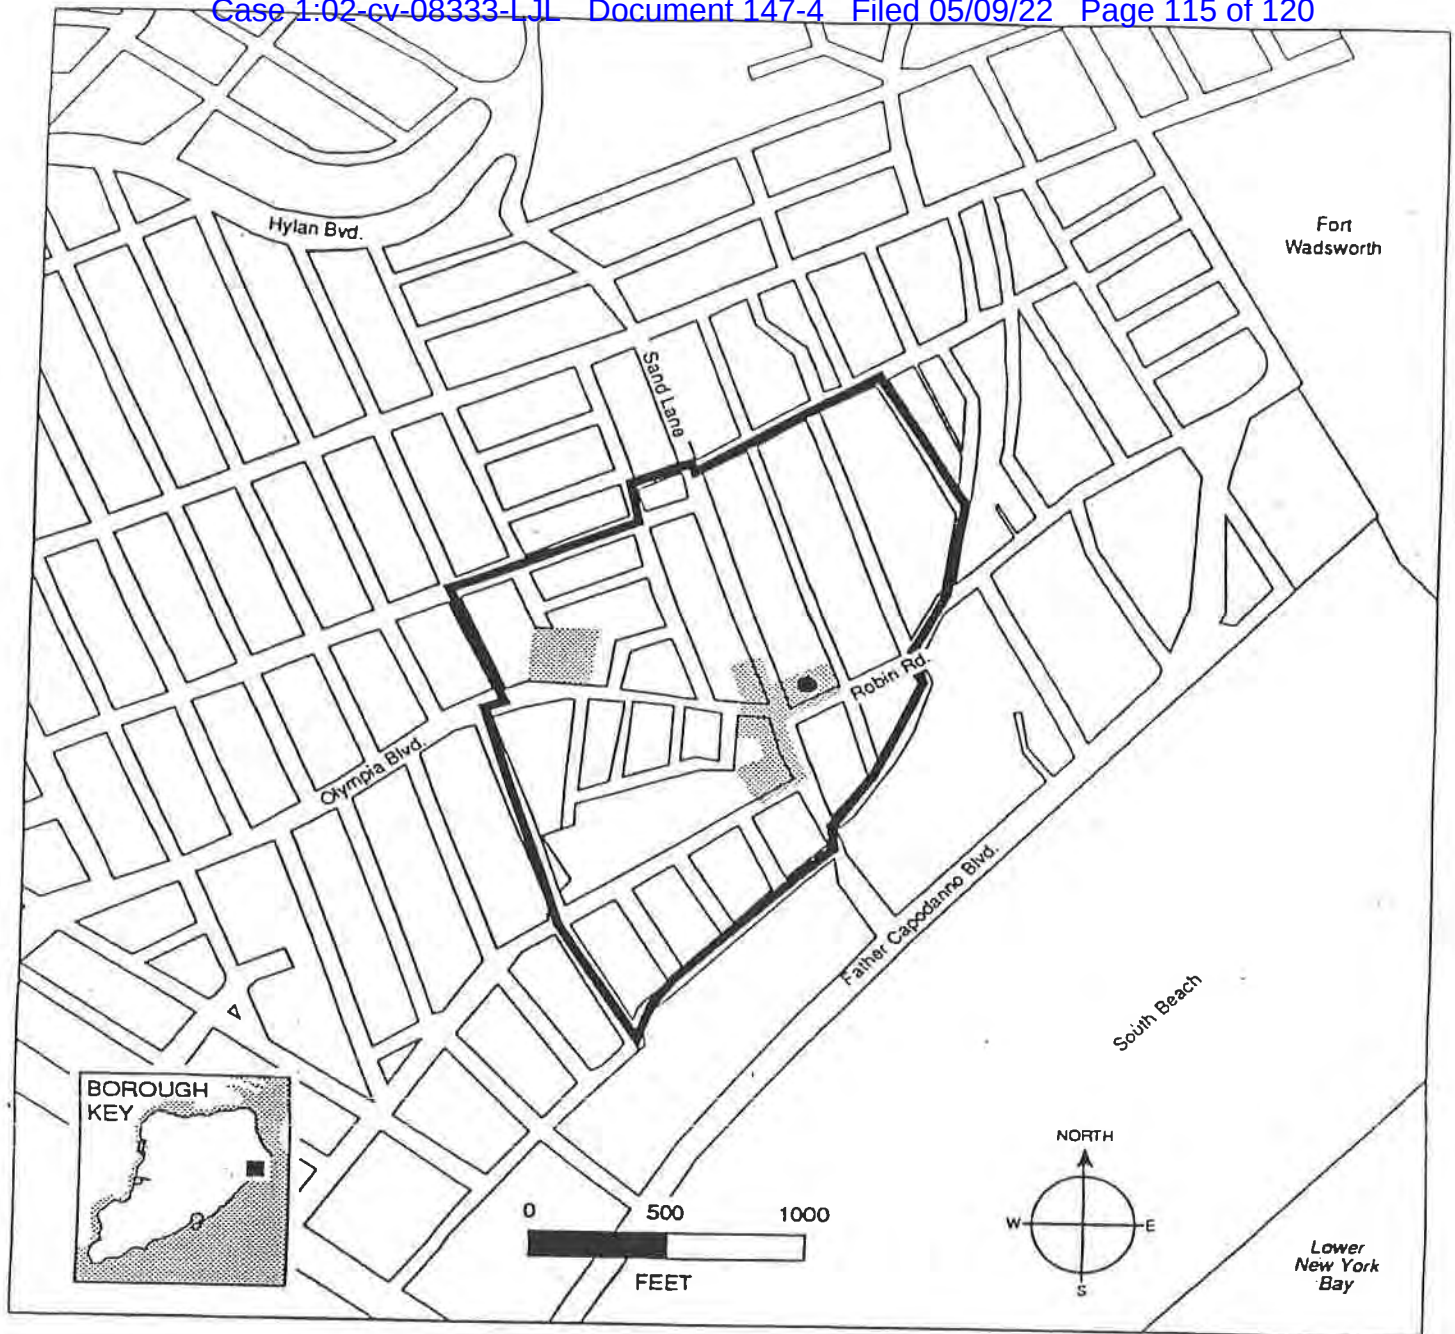 Case 1:02-cv-08333-LJL Document 147-4 Filed 05/09/22 Page 115 of 120
Hylan Bvd.
Fort
Wadsworth
Sand Lane
Robin Rd.
Olympia Blvd.
Father Capodanno Blvd.
South Beach
BOROUGH
KEY
0 500 1000
FEET
NORTH
W E
S
Lower
New York
Bay